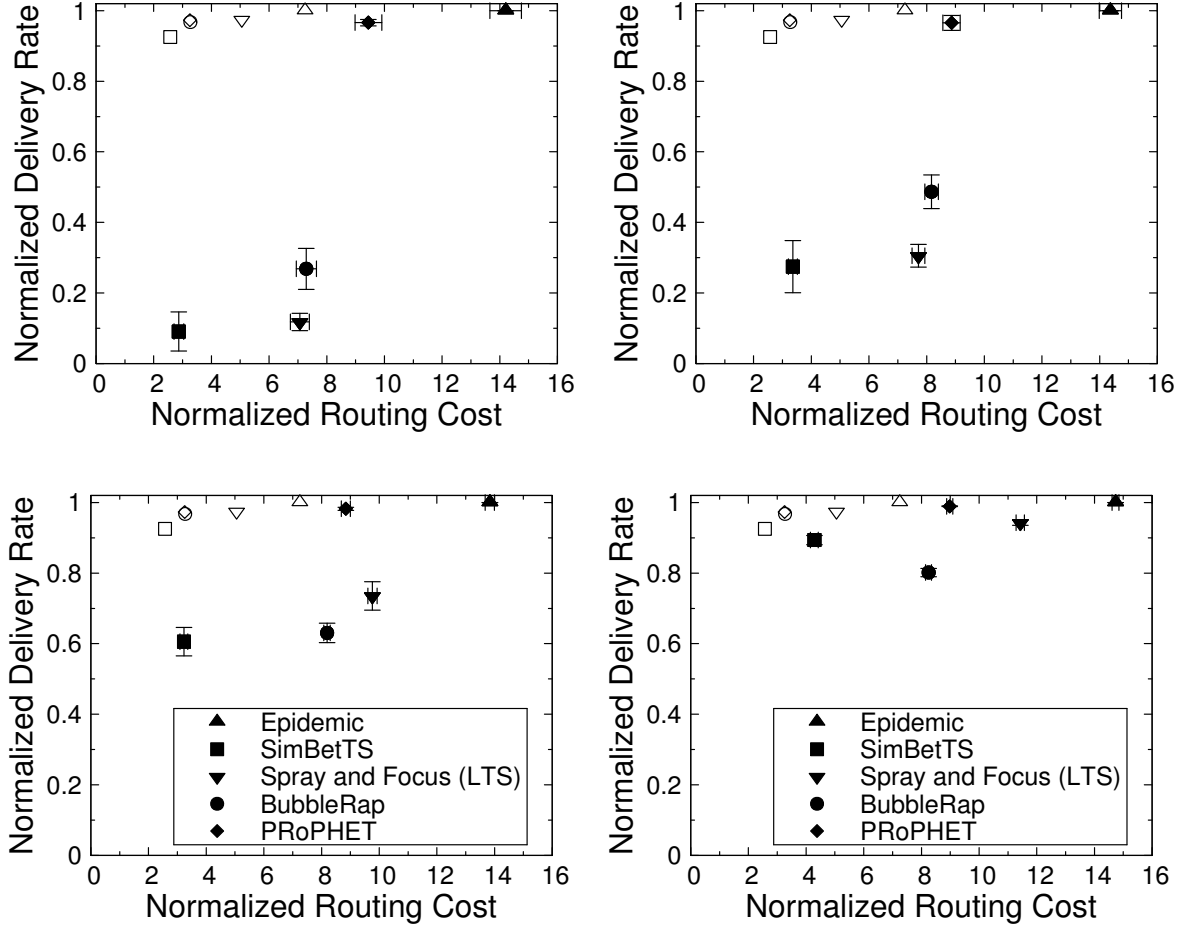 Normalized Delivery Rate
1
0.8
0.6
0.4
0.2
0
0 2 4 6 8 10 12 14 16
Normalized Routing Cost
Normalized Delivery Rate
1
0.8
0.6
0.4
0.2
0
0 2 4 6 8 10 12 14 16
Normalized Routing Cost
Normalized Delivery Rate
1
0.8
0.6
0.4
0.2
0
Epidemic
SimBetTS
Spray and Focus (LTS)
BubbleRap
PRoPHET
0 2 4 6 8 10 12 14 16
Normalized Routing Cost
Normalized Delivery Rate
1
0.8
0.6
0.4
0.2
0
Epidemic
SimBetTS
Spray and Focus (LTS)
BubbleRap
PRoPHET
0 2 4 6 8 10 12 14 16
Normalized Routing Cost